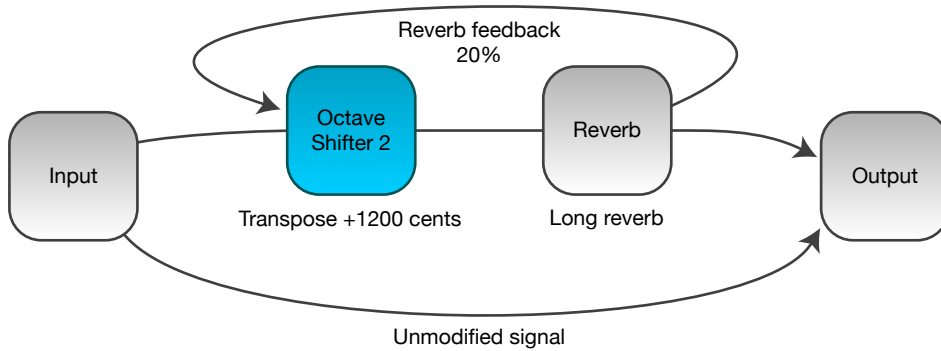 Reverb feedback
20%
Input
Octave
Shifter 2
Reverb
Output
Transpose +1200 cents
Long reverb
Unmodified signal